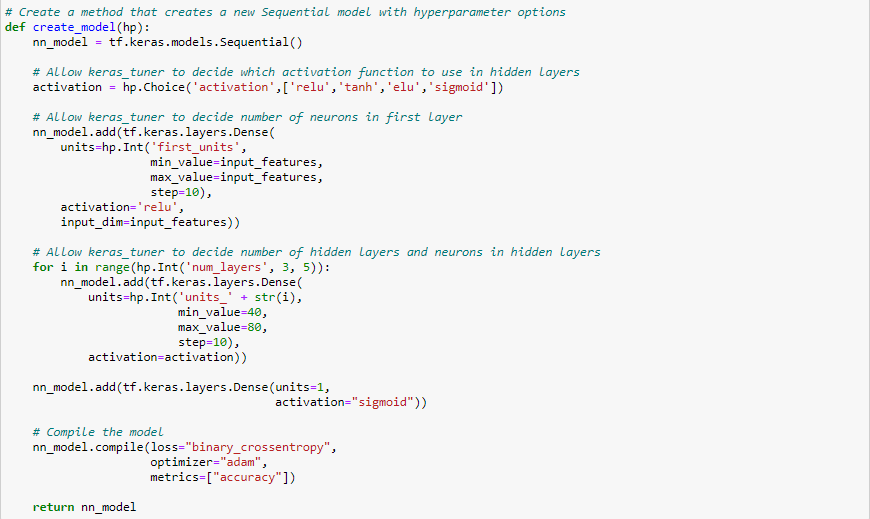 # Create a method that creates a new Sequential model with hyperparameter options
def create_model(hp):
    nn_model = tf.keras.models.Sequential()

    # Allow keras_tuner to decide which activation function to use in hidden layers
    activation = hp.Choice('activation',['relu','tanh','elu','sigmoid'])

    # Allow keras_tuner to decide number of neurons in first layer
    nn_model.add(tf.keras.layers.Dense(
        units=hp.Int('first_units',
                     min_value=input_features,
                     max_value=input_features,
                     step=10),
        activation='relu',
        input_dim=input_features))

    # Allow keras_tuner to decide number of hidden layers and neurons in hidden layers
    for i in range(hp.Int('num_layers', 3, 5)):
        nn_model.add(tf.keras.layers.Dense(
            units=hp.Int('units_' + str(i),
                         min_value=40,
                         max_value=80,
                         step=10),
            activation=activation))

    nn_model.add(tf.keras.layers.Dense(units=1,
                                       activation="sigmoid"))

    # Compile the model
    nn_model.compile(loss="binary_crossentropy",
                     optimizer="adam",
                     metrics=["accuracy"])

    return nn_model